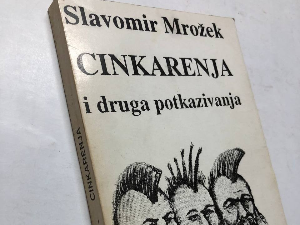 Slavomir Mrožek
CINKARENJA
i druga potkazivanja
CINKARENJA